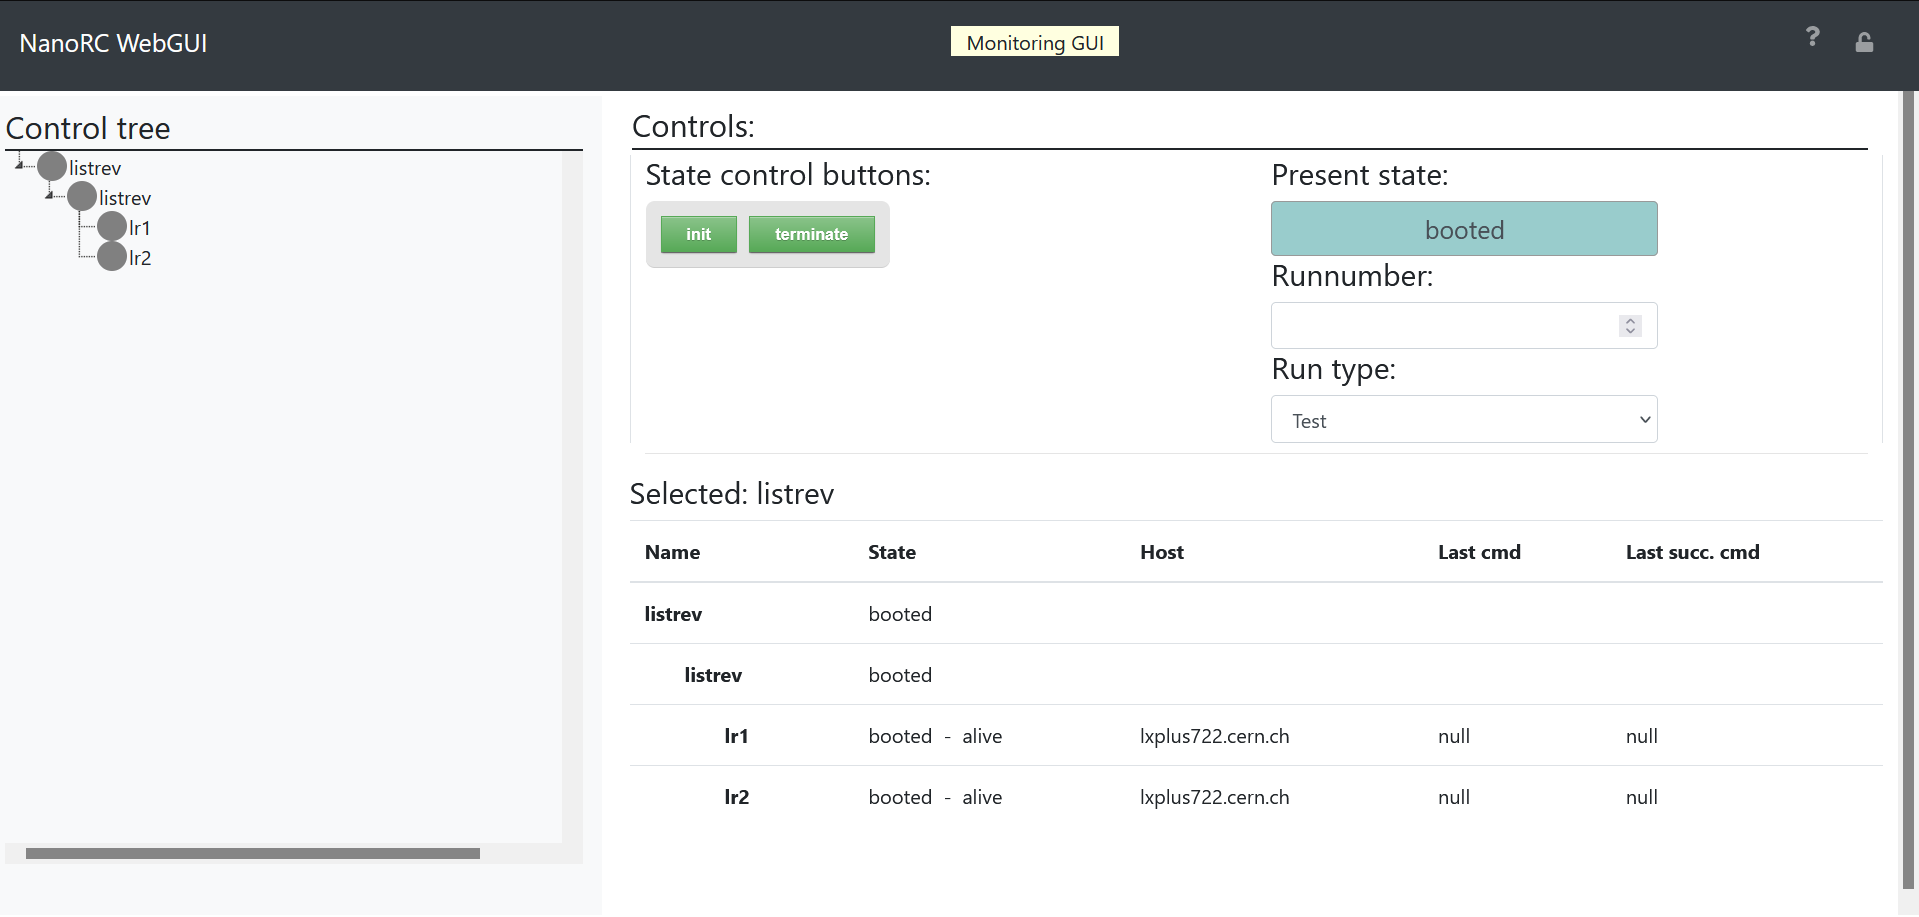 NanoRC WebGUI
Monitoring GUI
?
Control tree
listrev
listrev
lr1
lr2
Controls:
State control buttons:
init terminate
Present state:
booted
Runnumber:
Run type:
Test
Selected: listrev
Name State Host Last cmd Last succ. cmd
listrev booted
listrev booted
lr1 booted - alive lxplus722.cern.ch null null
lr2 booted - alive lxplus722.cern.ch null null